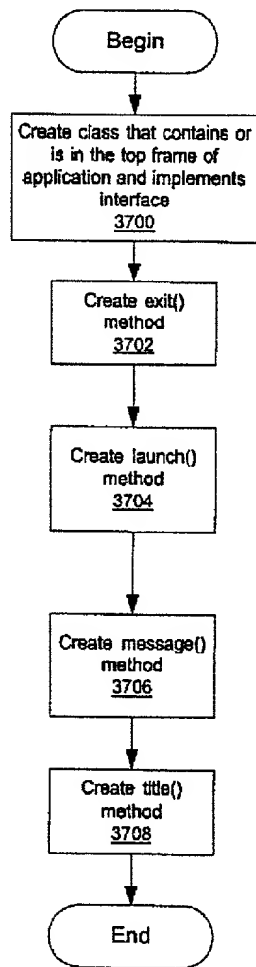 Begin
Create class that contains or
is in the top frame of
application and implements
interface
3700
Create exit()
method
3702
Create launch()
method
3704
Create message()
method
3706
Create title()
method
3708
End